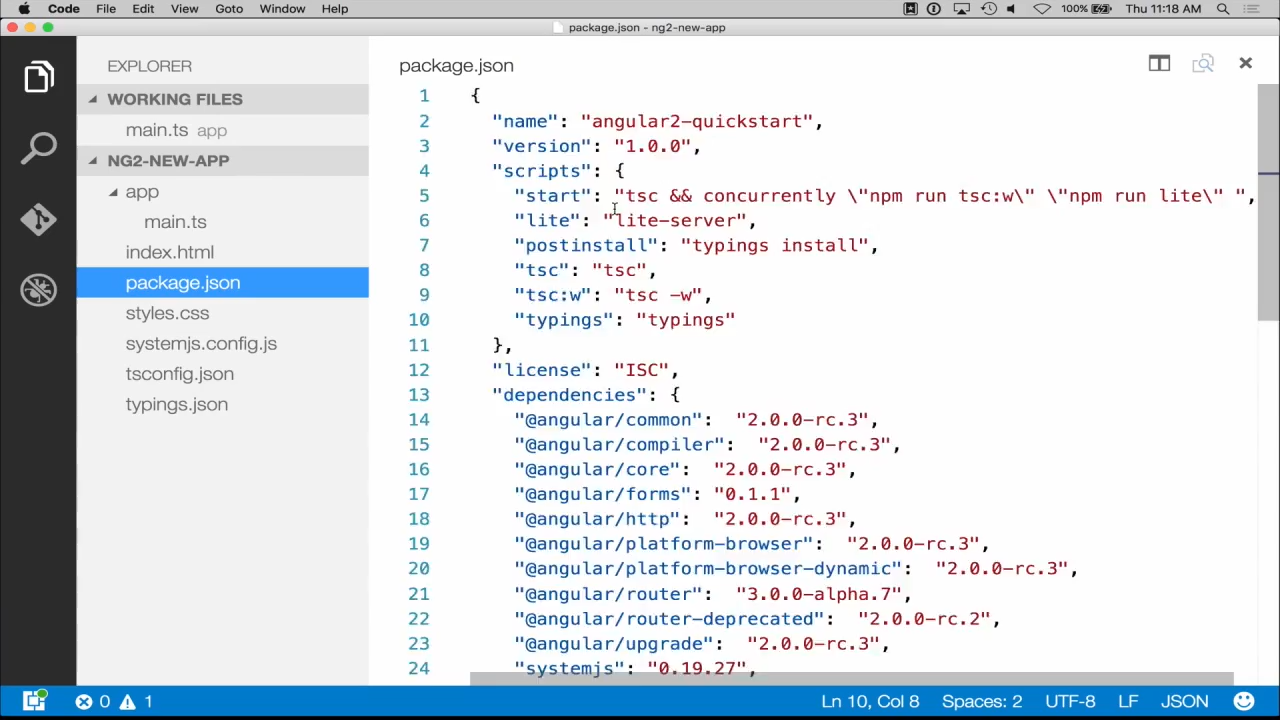 Code File Edit View Goto Window Help 100% Thu 11:18 AM
package.json - ng2-new-app
EXPLORER
WORKING FILES
main.ts app
NG2-NEW-APP
app
main.ts
index.html
package.json
styles.css
systemjs.config.js
tsconfig.json
typings.json
package.json
1 {
2 "name": "angular2-quickstart",
3 "version": "1.0.0",
4 "scripts": {
5 "start": "tsc && concurrently \"npm run tsc:w\" \"npm run lite\" ",
6 "lite": "lite-server",
7 "postinstall": "typings install",
8 "tsc": "tsc",
9 "tsc:w": "tsc -w",
10 "typings": "typings"
11 },
12 "license": "ISC",
13 "dependencies": {
14 "@angular/common":  "2.0.0-rc.3",
15 "@angular/compiler":  "2.0.0-rc.3",
16 "@angular/core":  "2.0.0-rc.3",
17 "@angular/forms": "0.1.1",
18 "@angular/http":  "2.0.0-rc.3",
19 "@angular/platform-browser":  "2.0.0-rc.3",
20 "@angular/platform-browser-dynamic":  "2.0.0-rc.3",
21 "@angular/router":  "3.0.0-alpha.7",
22 "@angular/router-deprecated":  "2.0.0-rc.2",
23 "@angular/upgrade":  "2.0.0-rc.3",
24 "systemjs": "0.19.27",
0 1 Ln 10, Col 8 Spaces: 2 UTF-8 LF JSON